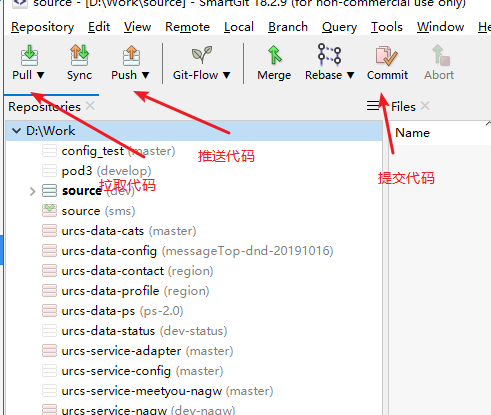 source - [D:\Work\source] - SmartGit 18.2.9 (for non-commercial use only)
Repository Edit View Remote Local Branch Query Tools Window
Pull ▼ Sync Push ▼ Git-Flow ▼ Merge Rebase ▼ Commit Abort
Repositories
Files
D:\Work
Name
推送代码
config_test (master)
提交代码
pod3 (develop)
拉取代码
source (dev)
source (sms)
urcs-data-cats (master)
urcs-data-config (messageTop-dnd-20191016)
urcs-data-contact (region)
urcs-data-profile (region)
urcs-data-ps (ps-2.0)
urcs-data-status (dev-status)
urcs-service-adapter (master)
urcs-service-config (master)
urcs-service-meetyou-nagw (master)
urcs-service-nagw (dev)